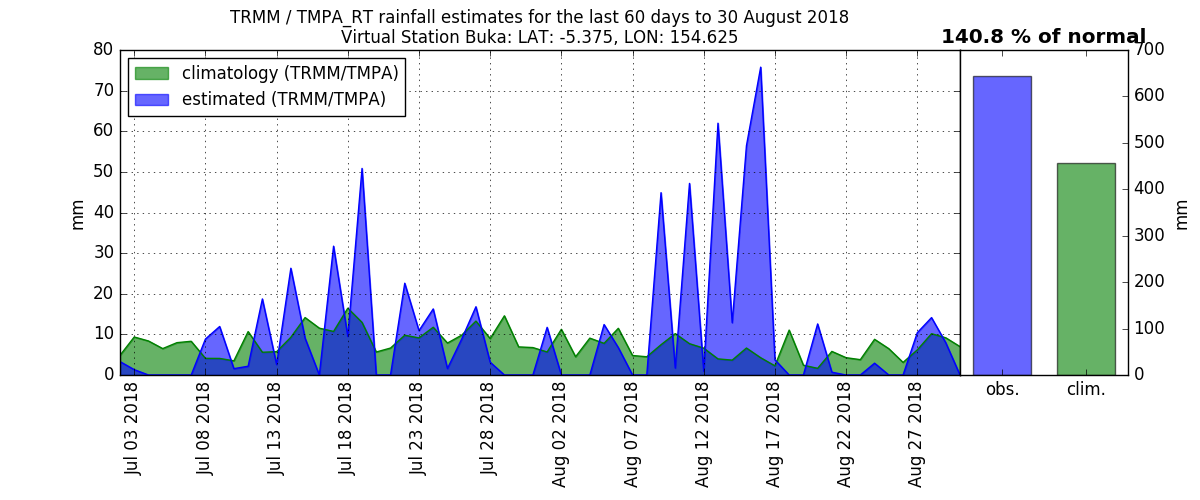 TRMM / TMPA_RT rainfall estimates for the last 60 days to 30 August 2018
Virtual Station Buka: LAT: -5.375, LON: 154.625
140.8 % of normal
climatology (TRMM/TMPA)
estimated (TRMM/TMPA)
mm
80
70
60
50
40
30
20
10
0
Jul 03 2018
Jul 08 2018
Jul 13 2018
Jul 18 2018
Jul 23 2018
Jul 28 2018
Aug 02 2018
Aug 07 2018
Aug 12 2018
Aug 17 2018
Aug 22 2018
Aug 27 2018
obs.
clim.
700
600
500
400
300
200
100
0
mm